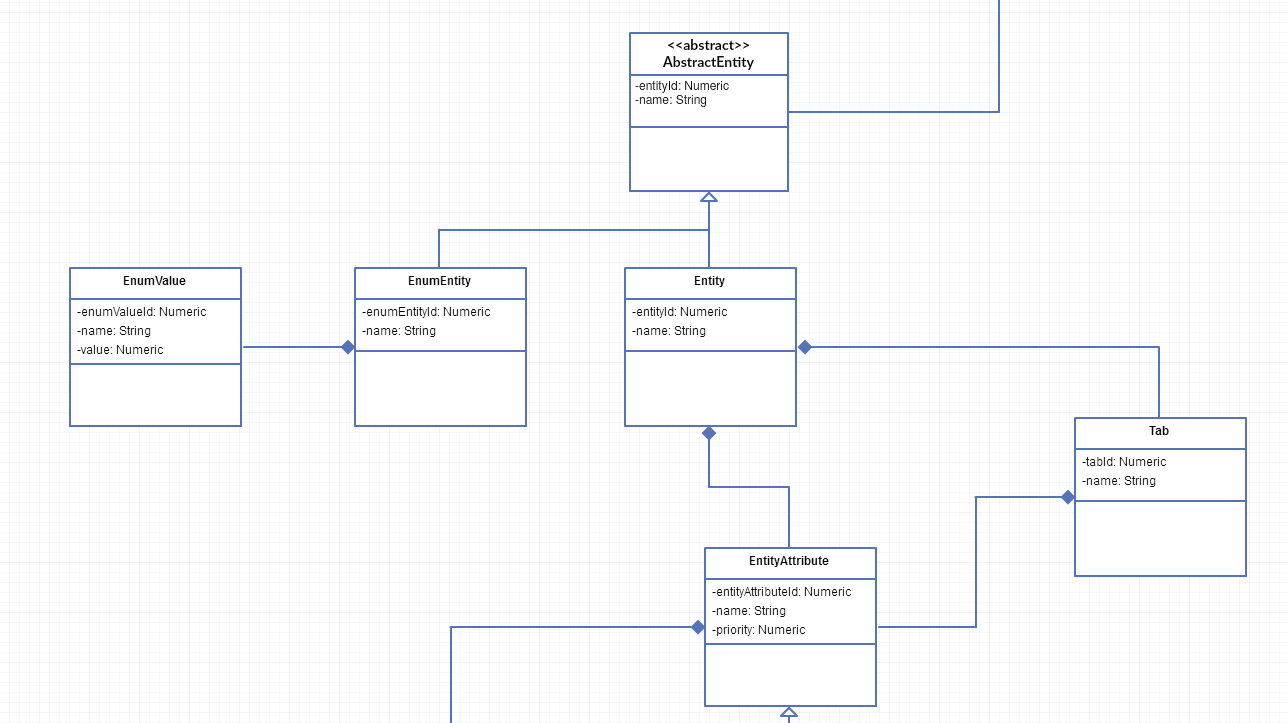 <<abstract>>
AbstractEntity
-entityId: Numeric
-name: String
EnumValue
-enumValueId: Numeric
-name: String
-value: Numeric
EnumEntity
-enumEntityId: Numeric
-name: String
Entity
-entityId: Numeric
-name: String
Tab
-tabId: Numeric
-name: String
EntityAttribute
-entityAttributeId: Numeric
-name: String
-priority: Numeric